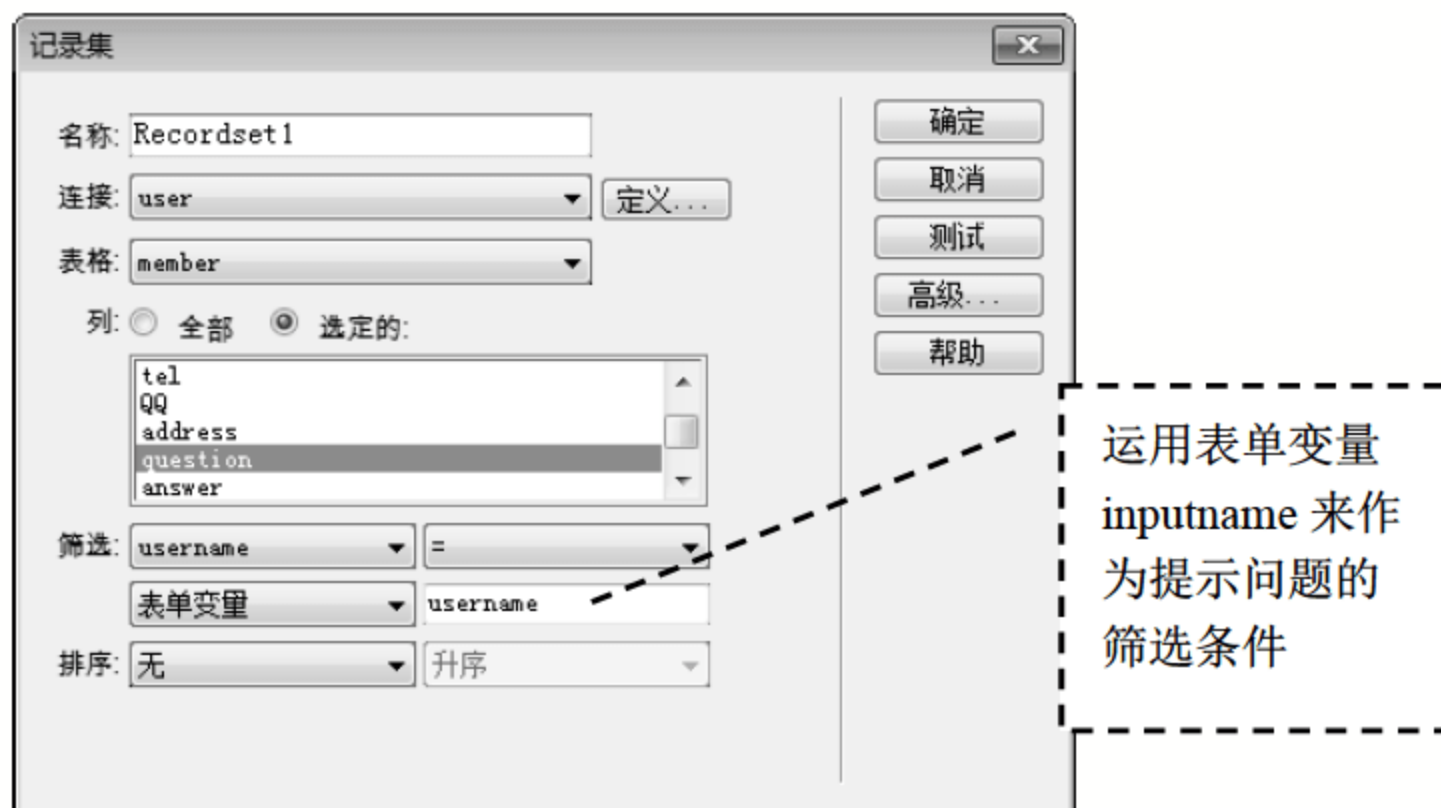 记录集
名称: Recordset1
连接: user 定义...
表格: member
列: 全部 选定的:
tel
QQ
address
question
answer
筛选: username =
表单变量 username
排序: 无 升序
确定
取消
测试
高级...
帮助
运用表单变量
inputname 来作
为提示问题的
筛选条件